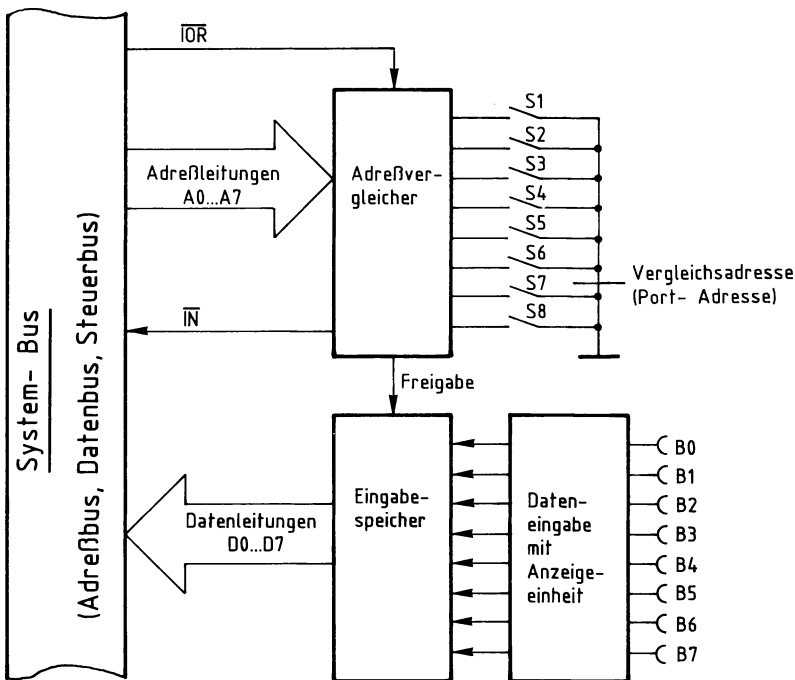 System- Bus
(Adreßbus, Datenbus, Steuerbus)
IOR
Adreßleitungen
A0...A7
Adreßver-
gleicher
S1
S2
S3
S4
S5
S6
S7
S8
Vergleichsadresse
(Port- Adresse)
IN
Freigabe
Datenleitungen
D0...D7
Eingabe-
speicher
Daten-
eingabe
mit
Anzeige-
einheit
B0
B1
B2
B3
B4
B5
B6
B7